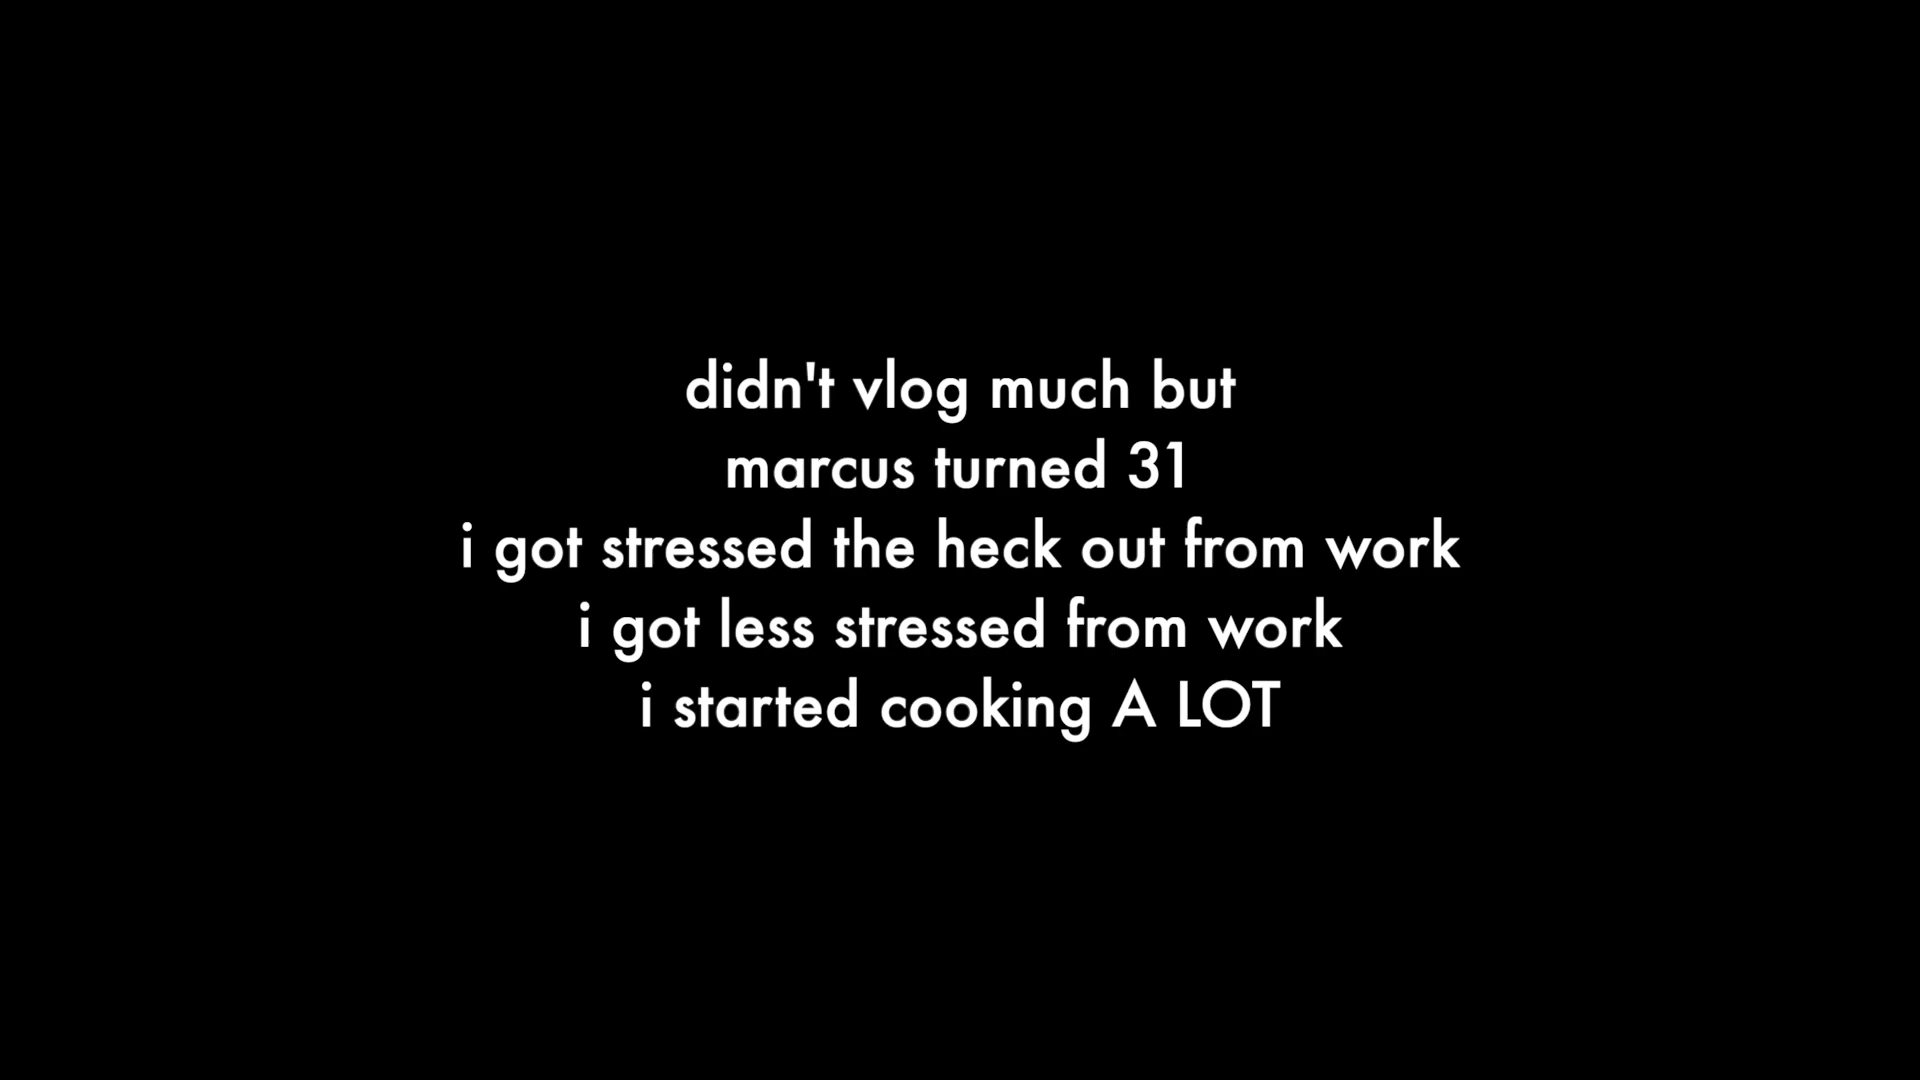 didn't vlog much but
marcus turned 31
i got stressed the heck out from work
i got less stressed from work
i started cooking A LOT